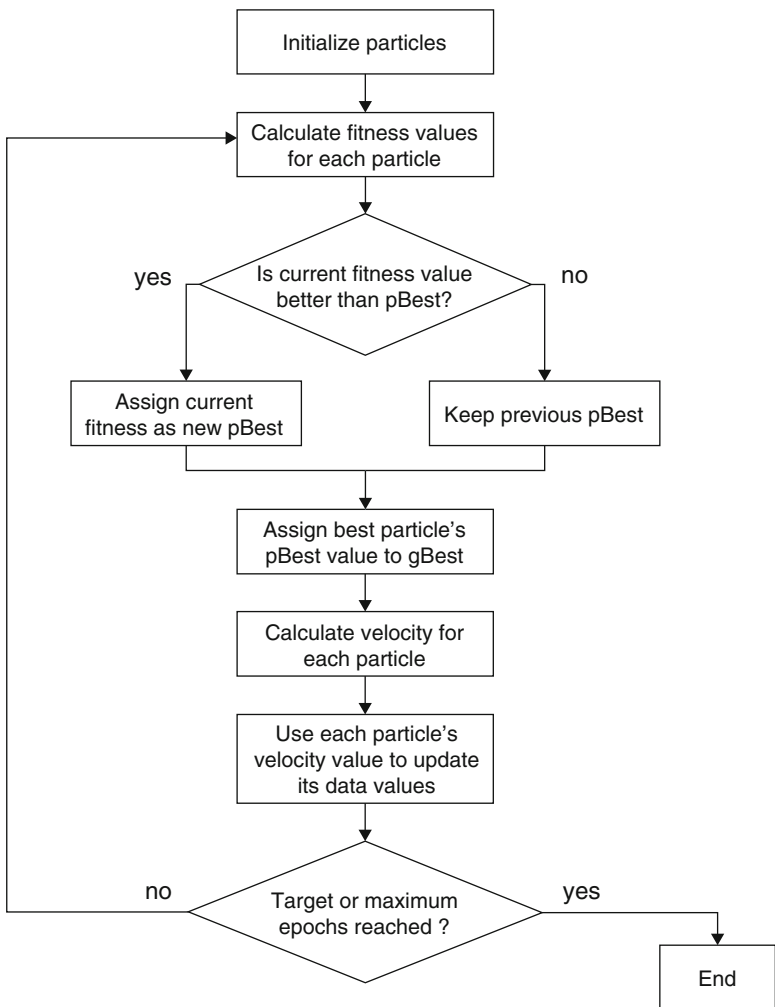 Initialize particles
Calculate fitness values
for each particle
Is current fitness value
better than pBest?
yes
no
Assign current
fitness as new pBest
Keep previous pBest
Assign best particle's
pBest value to gBest
Calculate velocity for
each particle
Use each particle's
velocity value to update
its data values
Target or maximum
epochs reached ?
no
yes
End